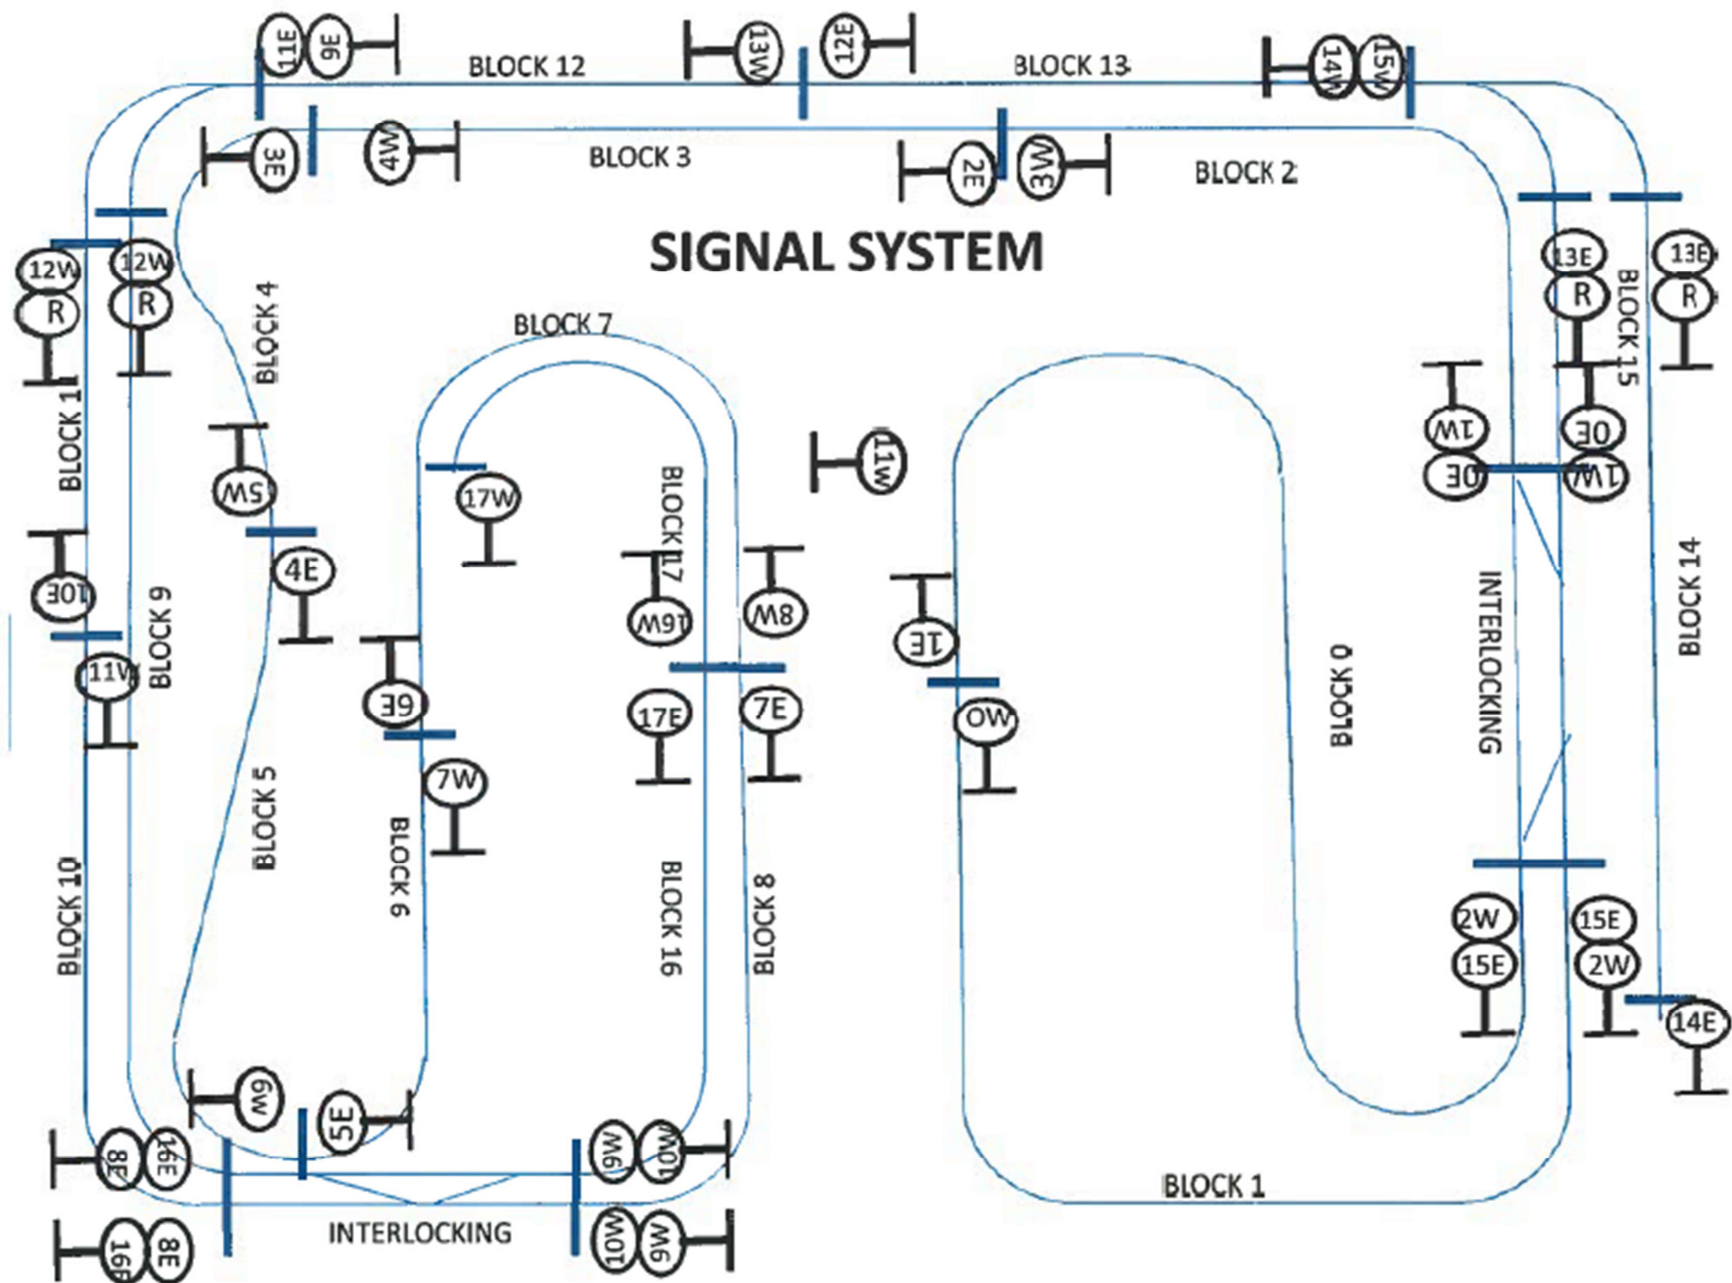 11E
9E
BLOCK 12
13W
12E
BLOCK 13
14W
15W
3E
4W
BLOCK 3
2E
3W
BLOCK 2
SIGNAL SYSTEM
12W
R
12W
R
13E
R
13E
R
BLOCK 4
BLOCK 7
BLOCK 15
BLOCK 1
1W
0E
0E
1W
5W
17W
BLOCK 17
11W
10E
4E
BLOCK 9
16W
8W
1E
INTERLOCKING
BLOCK 14
11W
6E
17E
7E
OW
BLOCK 0
7W
BLOCK 5
BLOCK 6
BLOCK 10
BLOCK 16
BLOCK 8
2W
15E
15E
2W
14E
6W
5E
8E
16E
9W
10W
BLOCK 1
INTERLOCKING
16E
8E
10W
9W